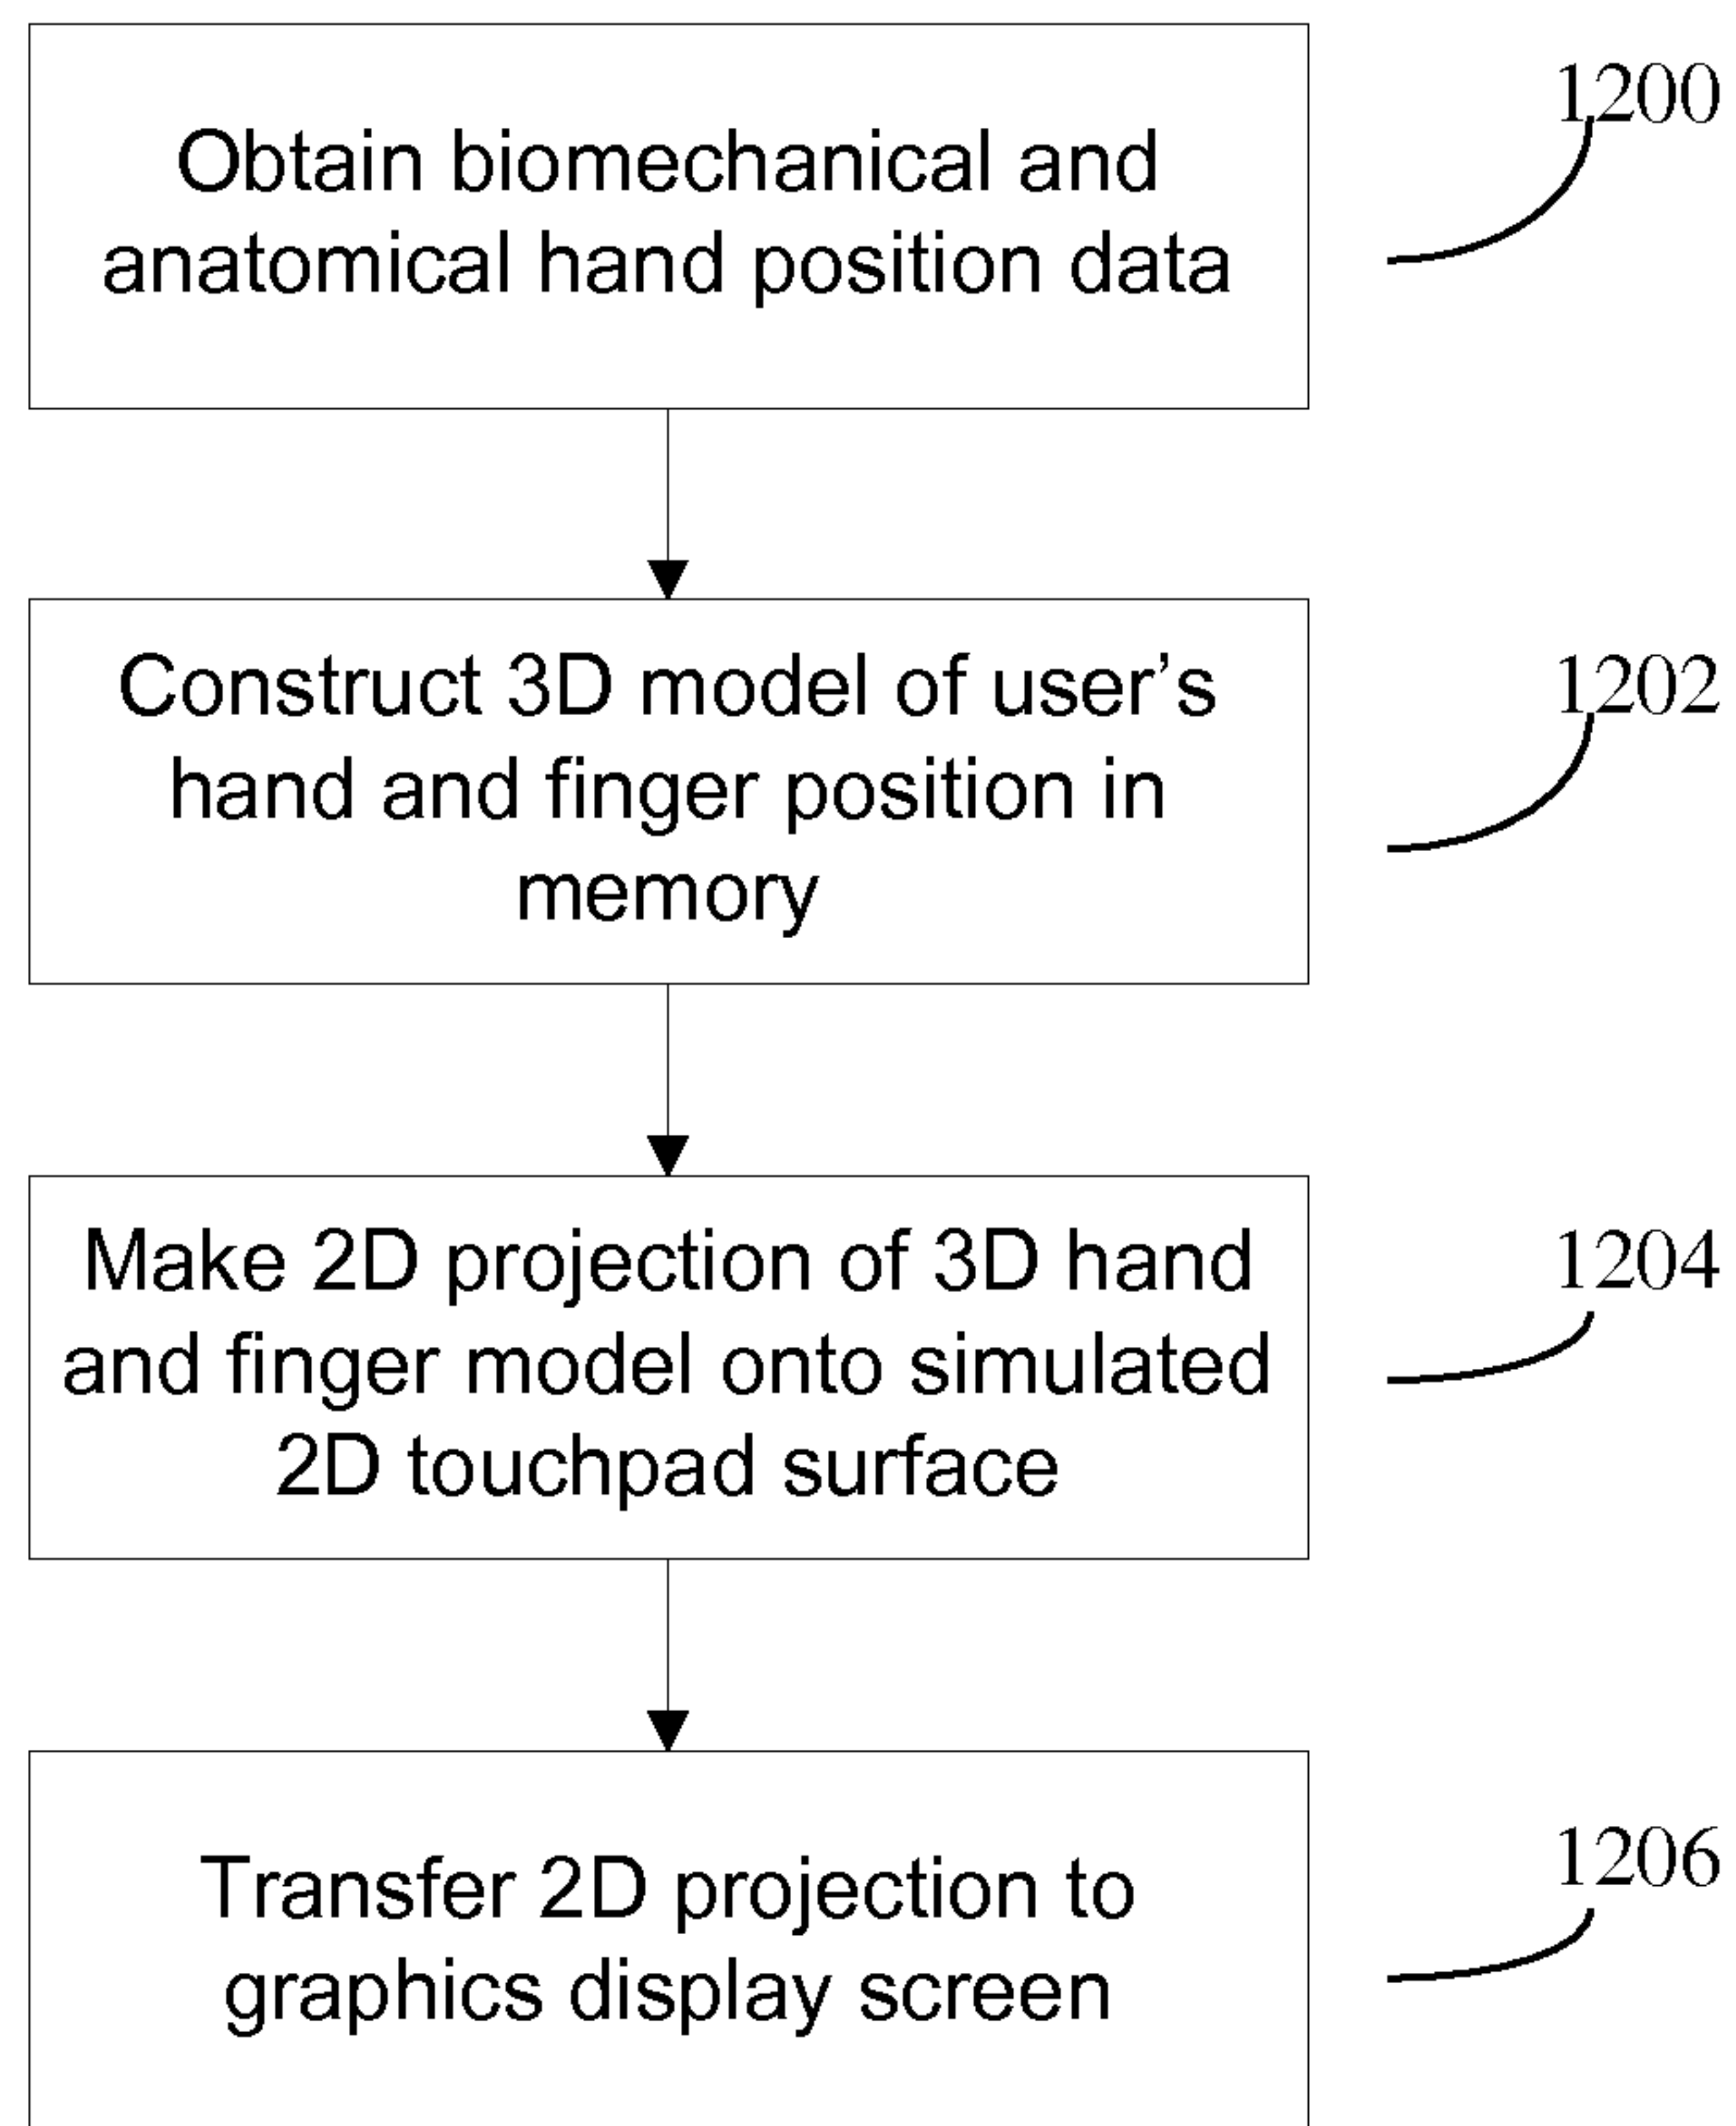 Obtain biomechanical and
anatomical hand position data
1200
Construct 3D model of user's
hand and finger position in
memory
1202
Make 2D projection of 3D hand
and finger model onto simulated
2D touchpad surface
1204
Transfer 2D projection to
graphics display screen
1206